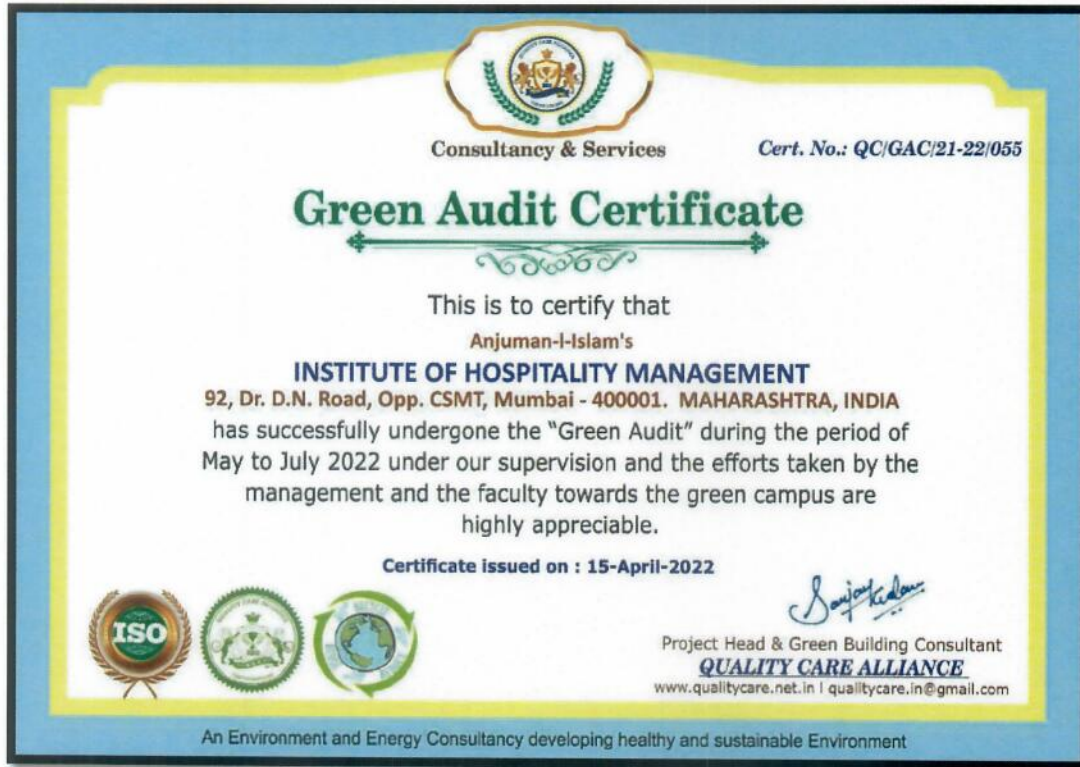 Consultancy & Services
Cert. No.: QC/GAC/21-22/055
Green Audit Certificate
This is to certify that
Anjuman-I-Islam's
INSTITUTE OF HOSPITALITY MANAGEMENT
92, Dr. D.N. Road, Opp. CSMT, Mumbai - 400001. MAHARASHTRA, INDIA
has successfully undergone the “Green Audit” during the period of
May to July 2022 under our supervision and the efforts taken by the
management and the faculty towards the green campus are
highly appreciable.
Certificate issued on : 15-April-2022
ISO
Project Head & Green Building Consultant
QUALITY CARE ALLIANCE
www.qualitycare.net.in | qualitycare.in@gmail.com
An Environment and Energy Consultancy developing healthy and sustainable Environment